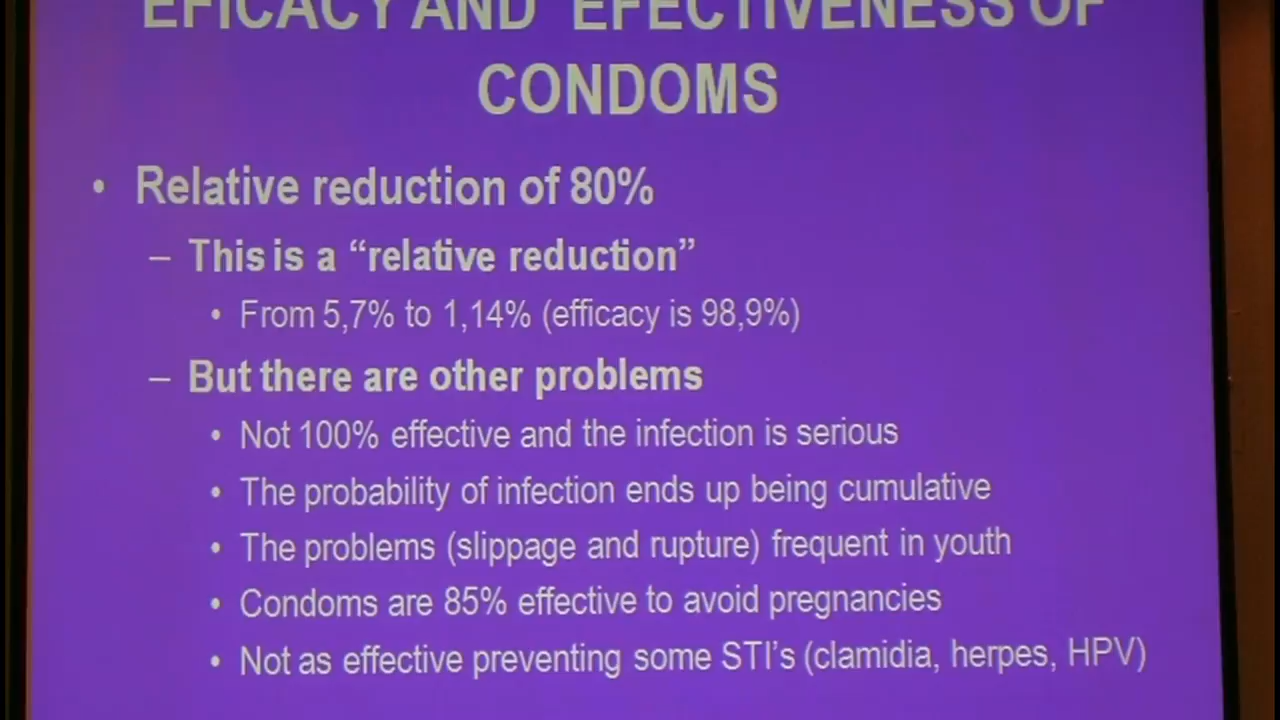 EFICACY AND EFECTIVENESS OF
CONDOMS
• Relative reduction of 80%
– This is a “relative reduction”
• From 5,7% to 1,14% (efficacy is 98,9%)
– But there are other problems
• Not 100% effective and the infection is serious
• The probability of infection ends up being cumulative
• The problems (slippage and rupture) frequent in youth
• Condoms are 85% effective to avoid pregnancies
• Not as effective preventing some STI’s (clamidia, herpes, HPV)